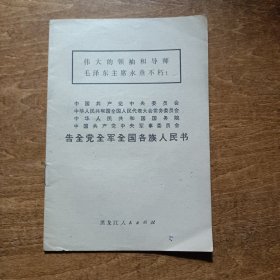 伟大的领袖和导师
毛泽东主席永垂不朽！
中国共产党中央委员会
中华人民共和国全国人民代表大会常务委员会
中华人民共和国国务院
中国共产党中央军事委员会
告全党全军全国各族人民书
黑龙江人民出版社